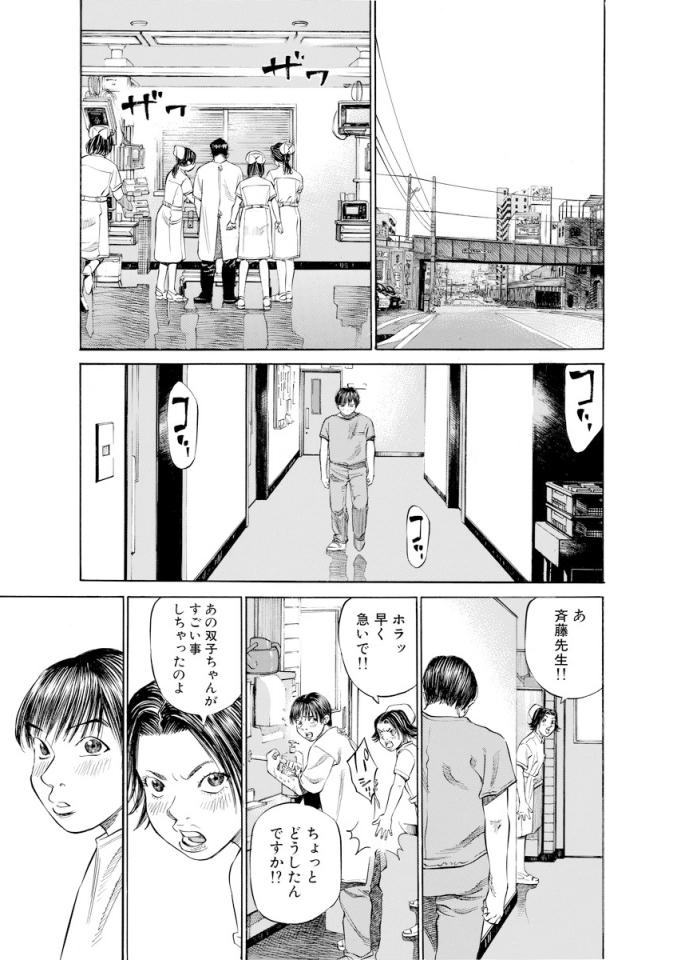 ザワ
ザワ
コツ
コツ
コツ
あ
斉藤先生!!
ホラッ
早く
急いで!!
ちょっと
どうしたん
ですか!?
あの双子ちゃんが
すごい事
しちゃったのよ